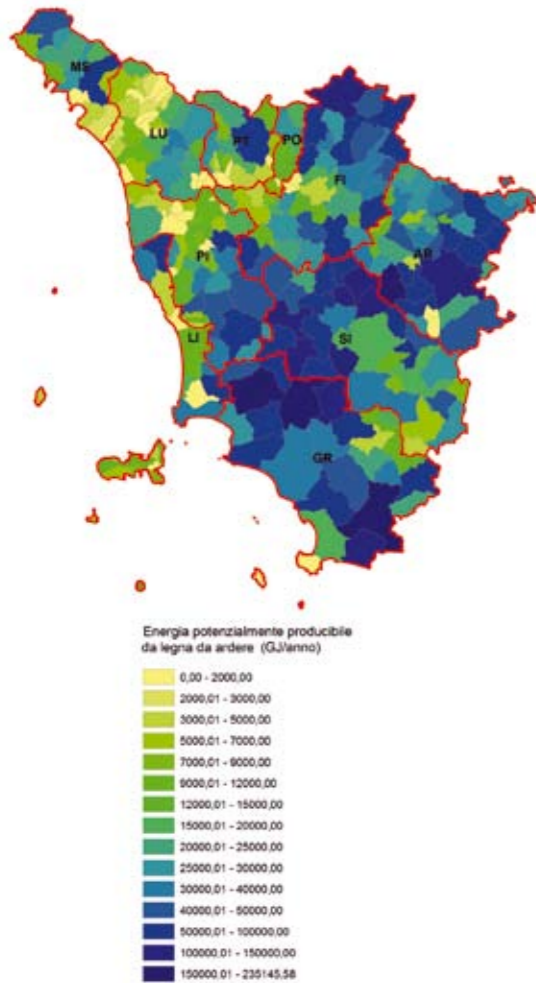 MS
LU
PT
PO
FI
PI
AR
LI
SI
GR
Energia potenzialmente producibile
da legna da ardere (GJ/anno)
0,00 - 2000,00
2000,01 - 3000,00
3000,01 - 5000,00
5000,01 - 7000,00
7000,01 - 9000,00
9000,01 - 12000,00
12000,01 - 15000,00
15000,01 - 20000,00
20000,01 - 25000,00
25000,01 - 30000,00
30000,01 - 40000,00
40000,01 - 50000,00
50000,01 - 100000,00
100000,01 - 150000,00
150000,01 - 235145,58